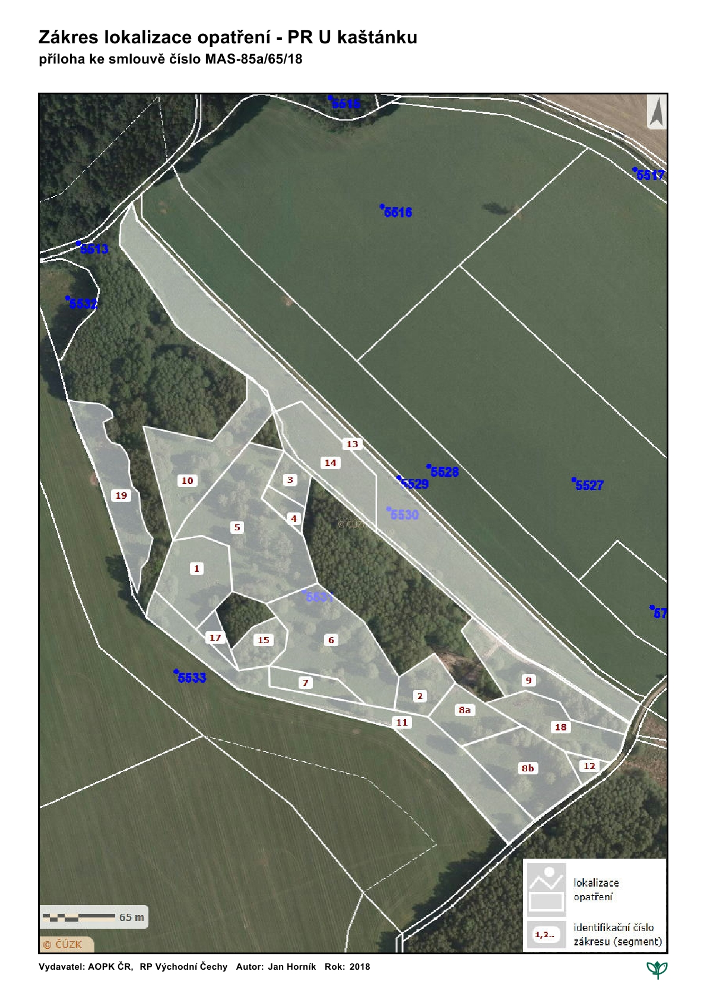 Zákres lokalizace opatření - PR U kaštánku
příloha ke smlouvě číslo MAS-85a/65/18
5515
5517
5516
5513
5532
13
14
5528
3
10
5529
5527
19
5530
4
© ČÚZK
5
1
5531
57
17
15
6
5533
9
7
2
8a
11
18
12
8b
lokalizace
opatření
65 m
identifikační číslo
1,2..
zákresu (segment)
© ČÚZK
Vydavatel: AOPK ČR, RP Východní Čechy Autor: Jan Horník Rok: 2018